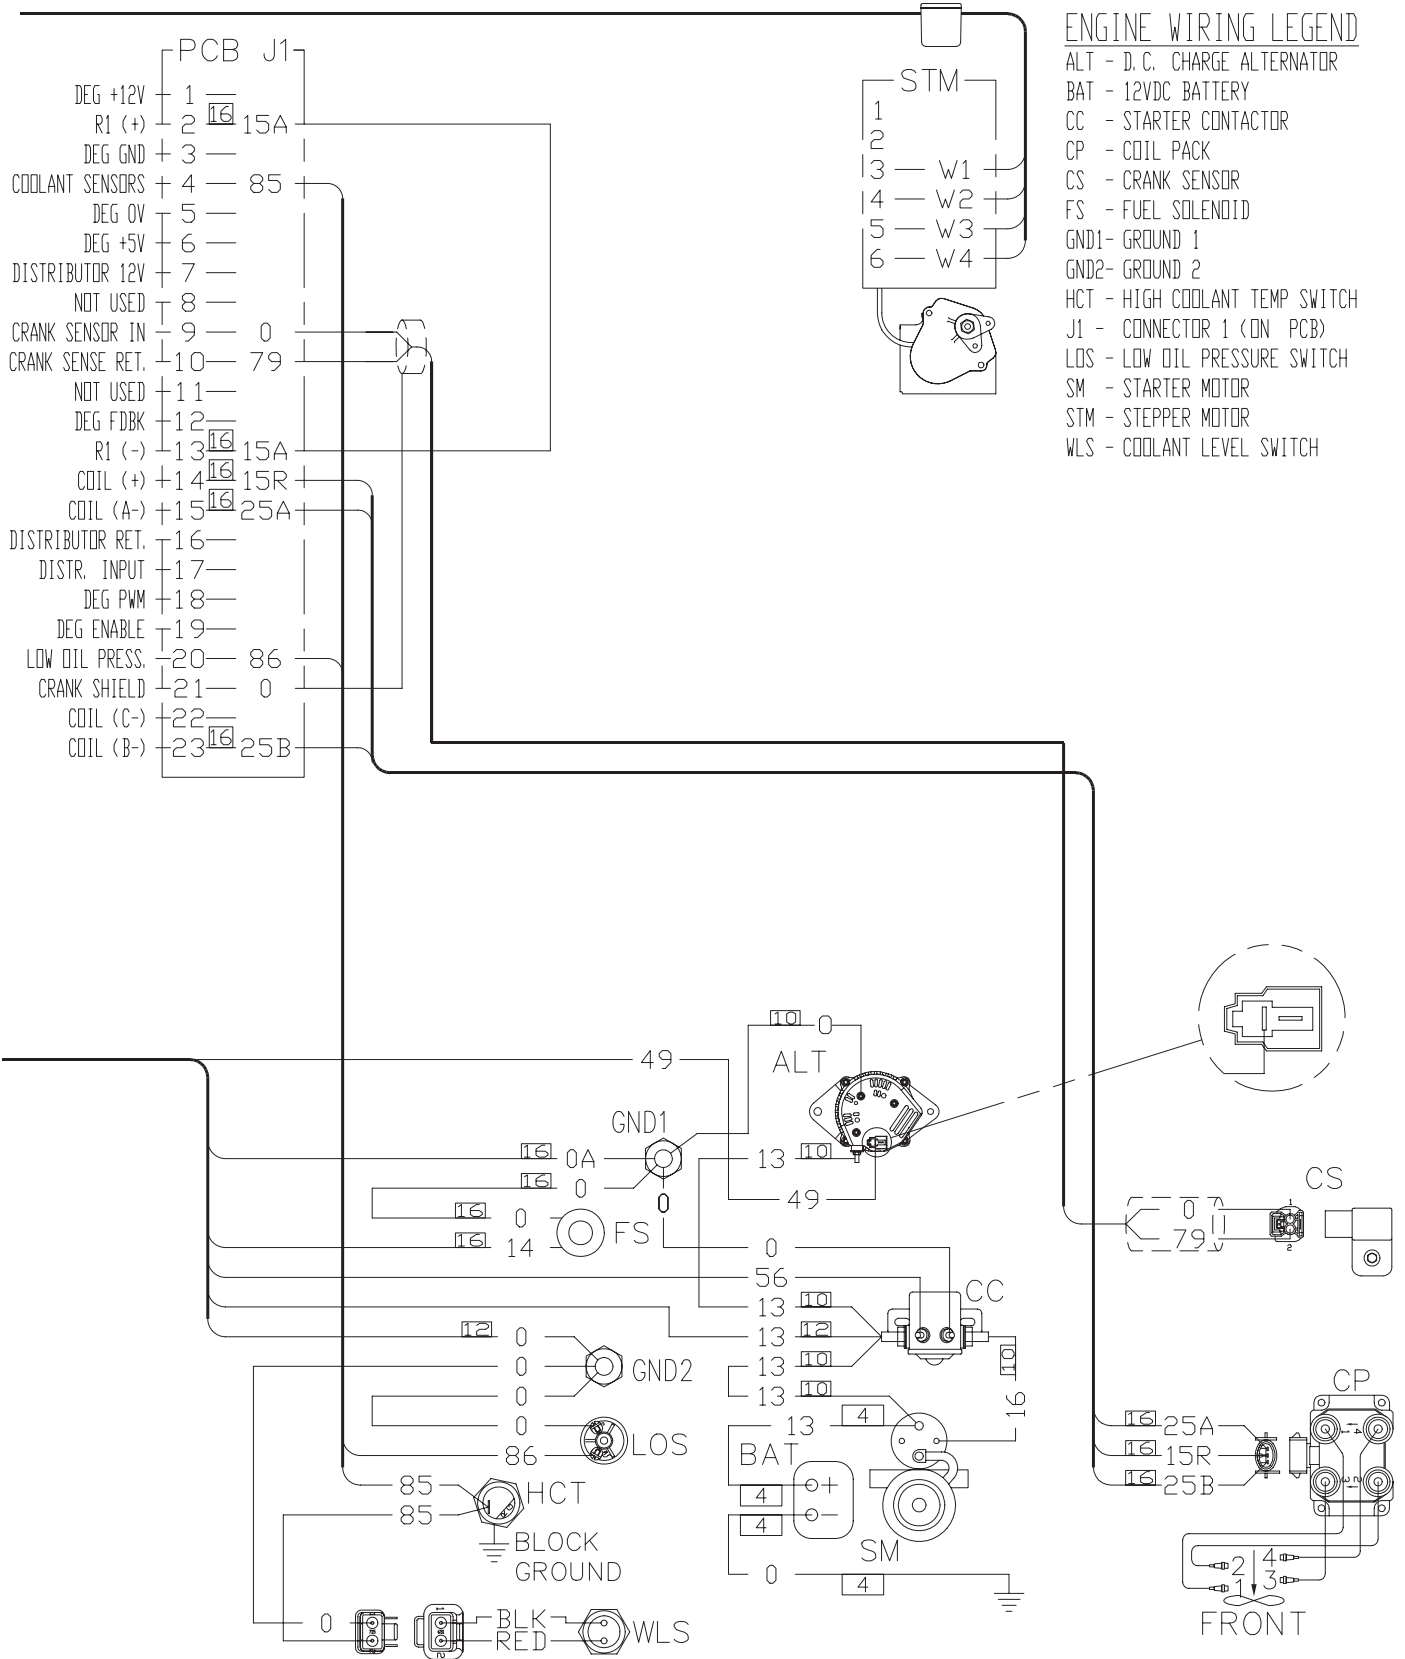 ENGINE WIRING LEGEND
ALT - D.C. CHARGE ALTERNATOR
BAT - 12VDC BATTERY
CC - STARTER CONTACTOR
CP - COIL PACK
CS - CRANK SENSOR
FS - FUEL SOLENOID
GND1- GROUND 1
GND2- GROUND 2
HCT - HIGH COOLANT TEMP SWITCH
J1 - CONNECTOR 1 (ON PCB)
LOS - LOW OIL PRESSURE SWITCH
SM - STARTER MOTOR
STM - STEPPER MOTOR
WLS - COOLANT LEVEL SWITCH
PCB J1
DEG +12V 1
R1 (+) 2 16 15A
DEG GND 3
COOLANT SENSORS 4 85
DEG 0V 5
DEG +5V 6
DISTRIBUTOR 12V 7
NOT USED 8
CRANK SENSOR IN 9 0
CRANK SENSE RET. 10 79
NOT USED 11
DEG FDBK 12
R1 (-) 13 16 15A
COIL (+) 14 16 15R
COIL (A-) 15 16 25A
DISTRIBUTOR RET. 16
DISTR. INPUT 17
DEG PWM 18
DEG ENABLE 19
LOW OIL PRESS. 20 86
CRANK SHIELD 21 0
COIL (C-) 22
COIL (B-) 23 16 25B
STM
1
2
3 W1
4 W2
5 W3
6 W4
10 0
49 ALT
GND1
16 0A
13 10
16 0
49
0
16 0 FS
16 14
0
56
CC
13 10
12 0
13 12
0 GND2
13 10
10
0
13 10
16
0
13 4
LOS
86
BAT
85 HCT
4 +
85
4 -
BLOCK
GROUND
SM
0
4
0
BLK
RED
WLS
1
2
CS
0
79
1
2
CP
16 25A
16 15R
16 25B
1 4
3 2
2 4
1 3
FRONT